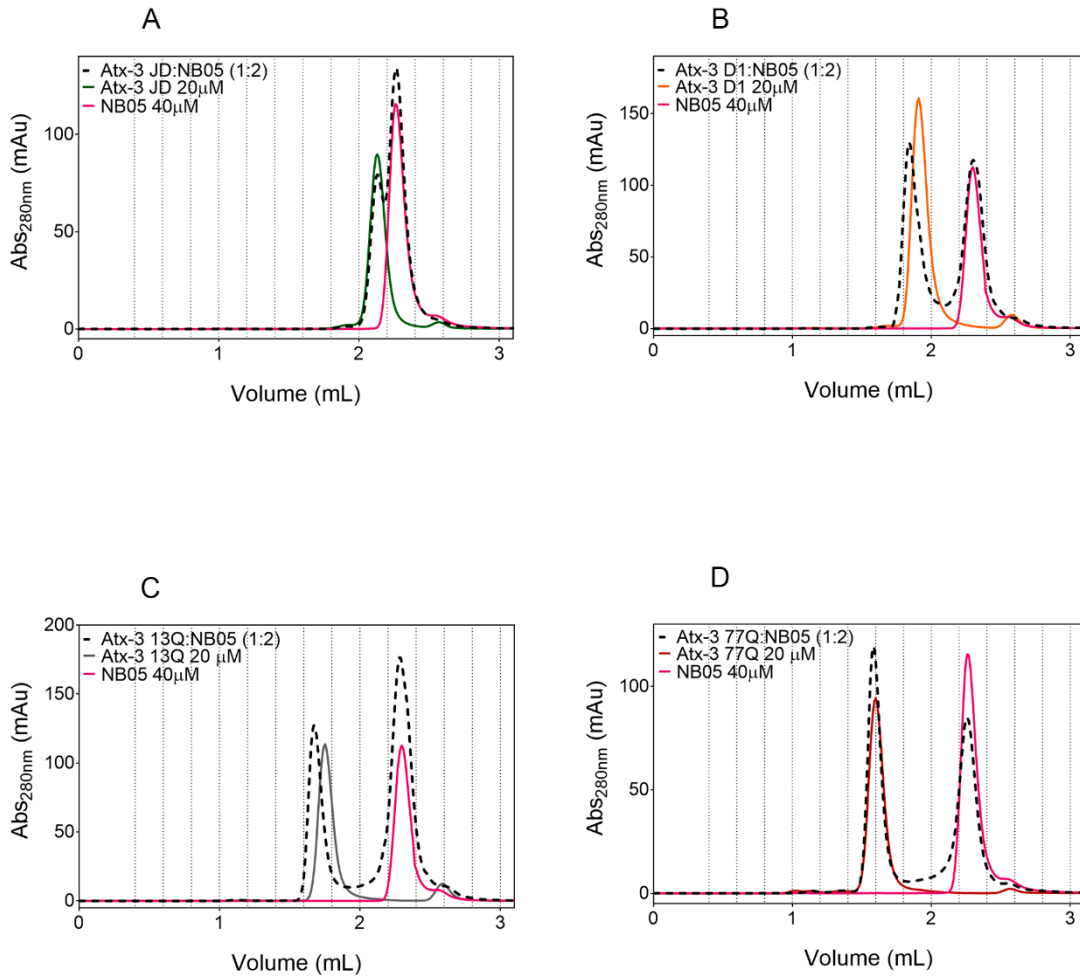 A
Atx-3 JD:NB05 (1:2)
Atx-3 JD 20μM
NB05 40μM
Abs280nm (mAu)
100
50
0
0 1 2 3
Volume (mL)
B
Atx-3 D1:NB05 (1:2)
Atx-3 D1 20μM
NB05 40μM
Abs280nm (mAu)
150
100
50
0
0 1 2 3
Volume (mL)
C
Atx-3 13Q:NB05 (1:2)
Atx-3 13Q 20 μM
NB05 40μM
Abs280nm (mAu)
200
150
100
50
0
0 1 2 3
Volume (mL)
D
Atx-3 77Q:NB05 (1:2)
Atx-3 77Q 20 μM
NB05 40μM
Abs280nm (mAu)
100
50
0
0 1 2 3
Volume (mL)